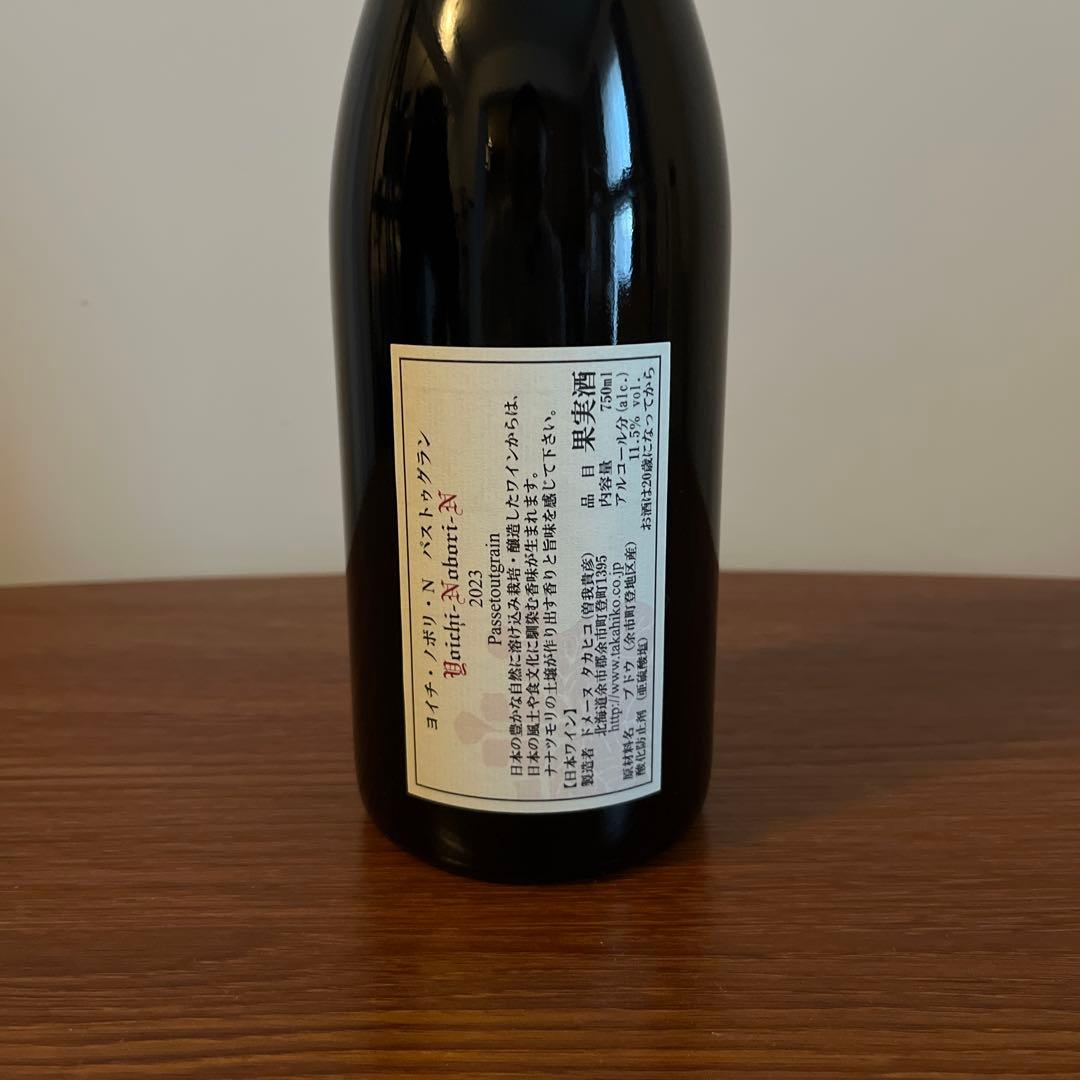 ヨイチ・ノボリ・N パストゥグラン
Yoichi-Nobori-N
2023
Passetoutgrain
日本の豊かな自然に溶け込み栽培・醸造したワインからは、
日本の風土や食文化に馴染む香味が生まれます。
ナナツモリの土壌が作り出す香りと旨味を感じて下さい。
【日本ワイン】
製造者 ドメーヌ タカヒコ(曽我貴彦)
北海道余市郡余市町登町1395
http://www.takahiko.co.jp
原材料名 ブドウ (余市町登地区産)
酸化防止剤 (亜硫酸塩)
品目 果実酒
内容量 750ml
アルコール分(alc.)
11.5% vol.
お酒は20歳になってから